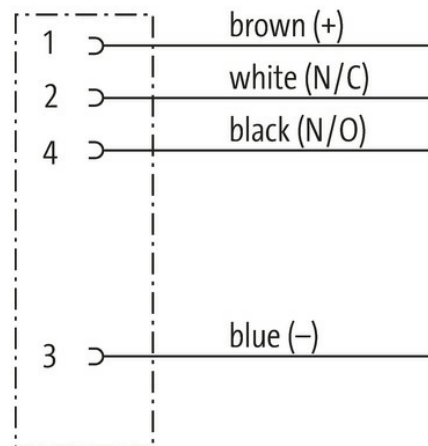 1 brown (+)
2 white (N/C)
4 black (N/O)
3 blue (–)